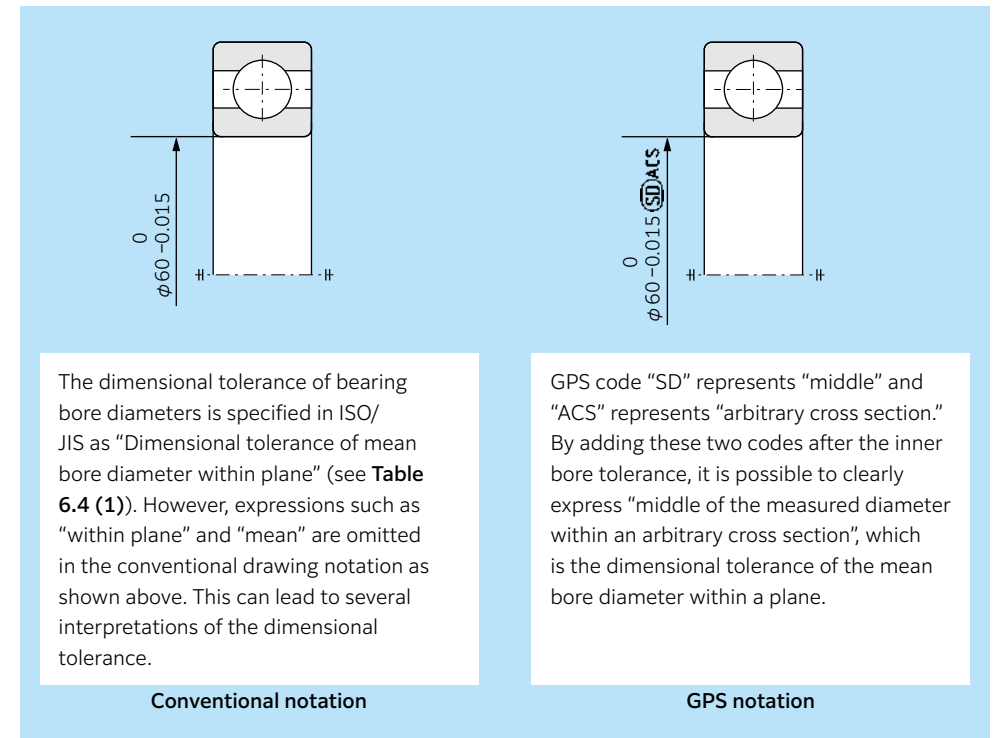 0
φ60 −0.015
0
φ60 −0.015 SD ACS
The dimensional tolerance of bearing
bore diameters is specified in ISO/
JIS as “Dimensional tolerance of mean
bore diameter within plane” (see Table
6.4 (1)). However, expressions such as
“within plane” and “mean” are omitted
in the conventional drawing notation as
shown above. This can lead to several
interpretations of the dimensional
tolerance.
Conventional notation
GPS code “SD” represents “middle” and
“ACS” represents “arbitrary cross section.”
By adding these two codes after the inner
bore tolerance, it is possible to clearly
express “middle of the measured diameter
within an arbitrary cross section”, which
is the dimensional tolerance of the mean
bore diameter within a plane.
GPS notation